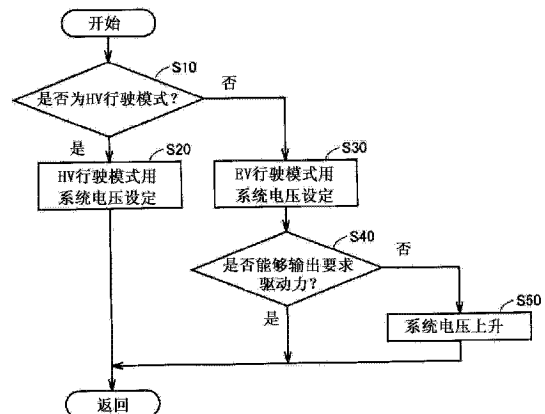 开始
S10
是否为HV行驶模式？
否
是
S20
HV行驶模式用
系统电压设定
S30
EV行驶模式用
系统电压设定
S40
是否能够输出要求
驱动力？
否
是
S50
系统电压上升
返回